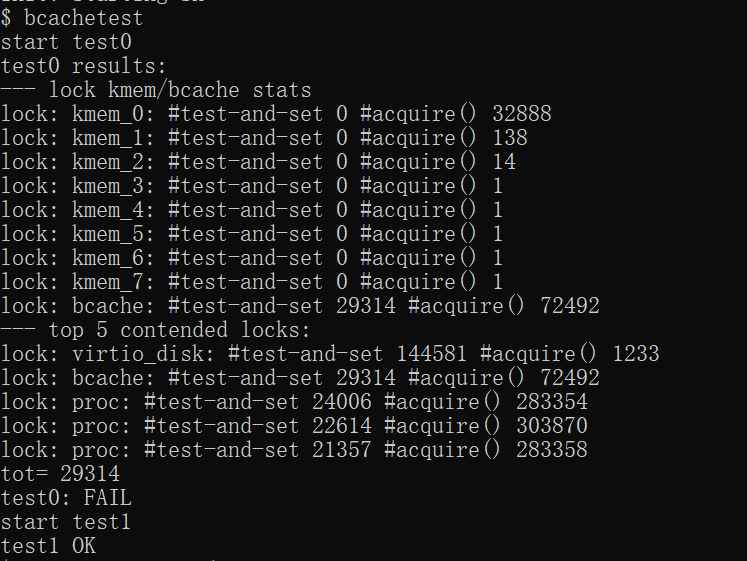 $ bcachetest
start test0
test0 results:
--- lock kmem/bcache stats
lock: kmem_0: #test-and-set 0 #acquire() 32888
lock: kmem_1: #test-and-set 0 #acquire() 138
lock: kmem_2: #test-and-set 0 #acquire() 14
lock: kmem_3: #test-and-set 0 #acquire() 1
lock: kmem_4: #test-and-set 0 #acquire() 1
lock: kmem_5: #test-and-set 0 #acquire() 1
lock: kmem_6: #test-and-set 0 #acquire() 1
lock: kmem_7: #test-and-set 0 #acquire() 1
lock: bcache: #test-and-set 29314 #acquire() 72492
--- top 5 contended locks:
lock: virtio_disk: #test-and-set 144581 #acquire() 1233
lock: bcache: #test-and-set 29314 #acquire() 72492
lock: proc: #test-and-set 24006 #acquire() 283354
lock: proc: #test-and-set 22614 #acquire() 303870
lock: proc: #test-and-set 21357 #acquire() 283358
tot= 29314
test0: FAIL
start test1
test1 OK